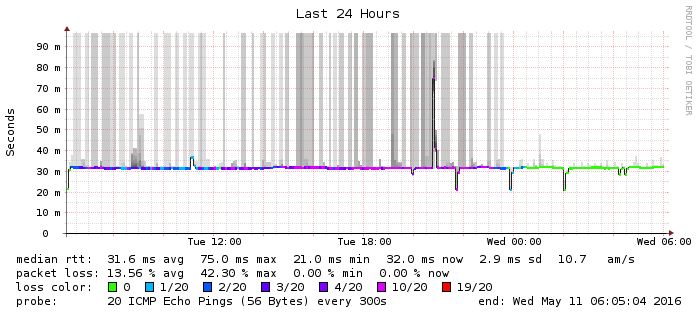 Last 24 Hours
RRDTOOL / TOBI OETIKER
Seconds
90 m
80 m
70 m
60 m
50 m
40 m
30 m
20 m
10 m
0
Tue 12:00 Tue 18:00 Wed 00:00 Wed 06:00
median rtt: 31.6 ms avg 75.0 ms max 21.0 ms min 32.0 ms now 2.9 ms sd 10.7 am/s
packet loss: 13.56 % avg 42.30 % max 0.00 % min 0.00 % now
loss color: 0 1/20 2/20 3/20 4/20 10/20 19/20
probe: 20 ICMP Echo Pings (56 Bytes) every 300s end: Wed May 11 06:05:04 2016